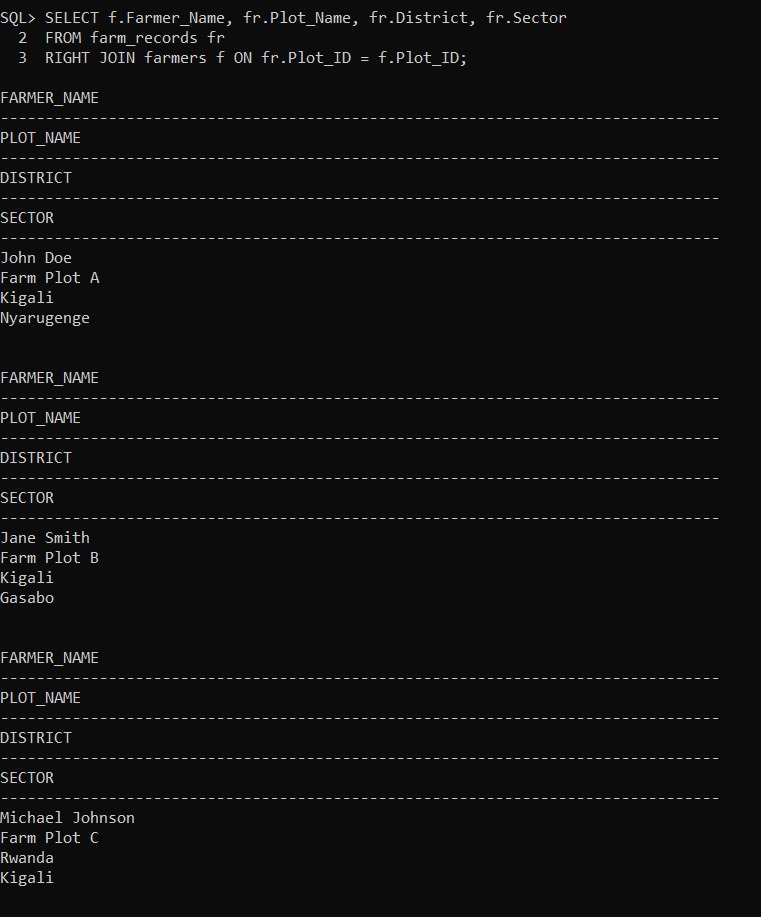 SQL> SELECT f.Farmer_Name, fr.Plot_Name, fr.District, fr.Sector
  2  FROM farm_records fr
  3  RIGHT JOIN farmers f ON fr.Plot_ID = f.Plot_ID;

FARMER_NAME
--------------------------------------------------------------------------------
PLOT_NAME
--------------------------------------------------------------------------------
DISTRICT
--------------------------------------------------------------------------------
SECTOR
--------------------------------------------------------------------------------
John Doe
Farm Plot A
Kigali
Nyarugenge

FARMER_NAME
--------------------------------------------------------------------------------
PLOT_NAME
--------------------------------------------------------------------------------
DISTRICT
--------------------------------------------------------------------------------
SECTOR
--------------------------------------------------------------------------------
Jane Smith
Farm Plot B
Kigali
Gasabo

FARMER_NAME
--------------------------------------------------------------------------------
PLOT_NAME
--------------------------------------------------------------------------------
DISTRICT
--------------------------------------------------------------------------------
SECTOR
--------------------------------------------------------------------------------
Michael Johnson
Farm Plot C
Rwanda
Kigali